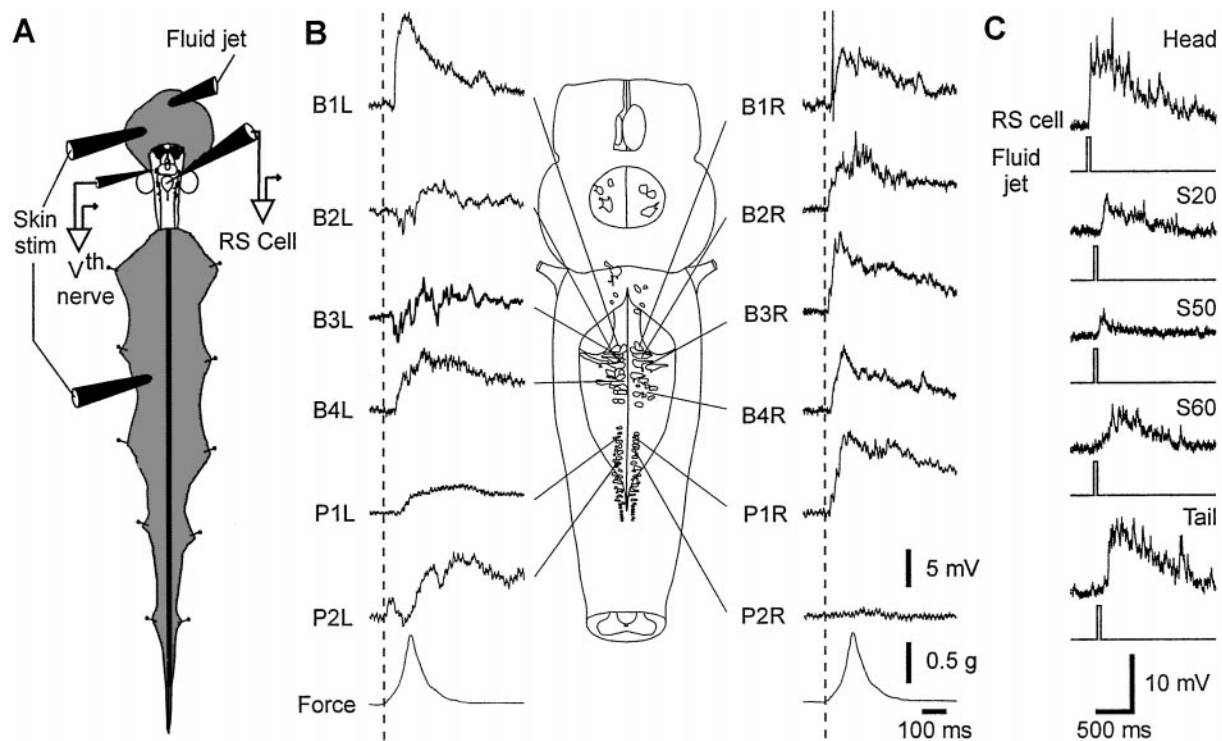 A
Fluid jet
Skin
stim
Vth
nerve
RS Cell
B
B1L
B2L
B3L
B4L
P1L
P2L
Force
B1R
B2R
B3R
B4R
P1R
P2R
5 mV
0.5 g
100 ms
C
Head
RS cell
Fluid
jet
S20
S50
S60
Tail
10 mV
500 ms